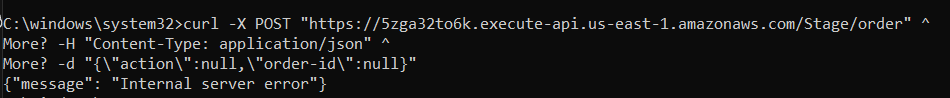 C:\windows\system32>curl -X POST "https://5zga32to6k.execute-api.us-east-1.amazonaws.com/Stage/order" ^
More? -H "Content-Type: application/json" ^
More? -d "{\"action\":null,\"order-id\":null}"
{"message": "Internal server error"}